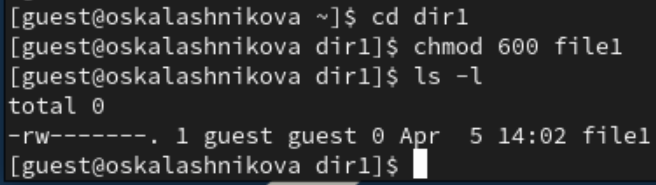 [guest@oskalashnikova ~]$ cd dir1
[guest@oskalashnikova dir1]$ chmod 600 file1
[guest@oskalashnikova dir1]$ ls -l
total 0
-rw-------. 1 guest guest 0 Apr  5 14:02 file1
[guest@oskalashnikova dir1]$